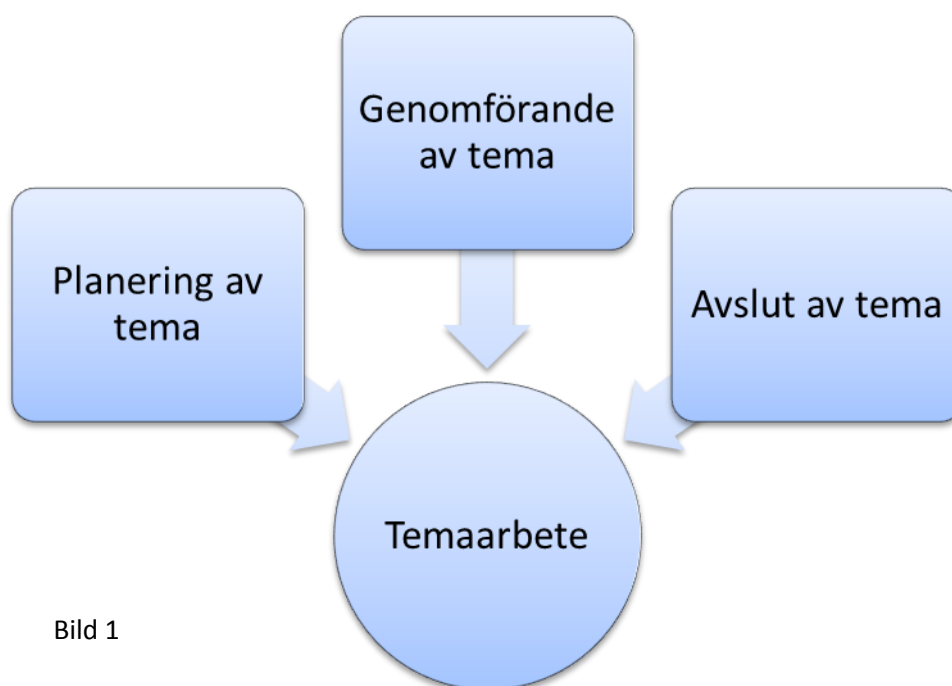 Genomförande
av tema
Planering av
tema
Avslut av tema
Temaarbete
Bild 1